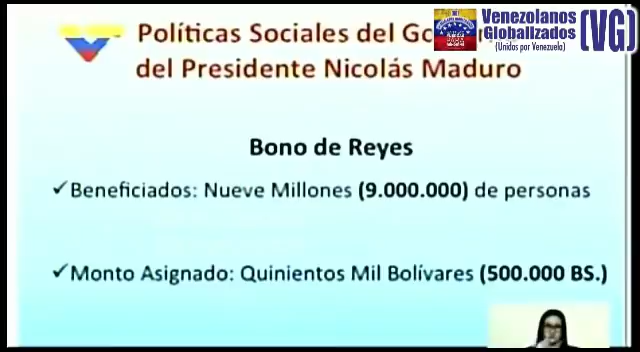 Políticas Sociales del
del Presidente Nicolás Maduro
Venezolanos
Globalizados
(Unidos por Venezuela)
(VG)
Bono de Reyes
✓Beneficiados: Nueve Millones (9.000.000) de personas
✓Monto Asignado: Quinientos Mil Bolívares (500.000 BS.)